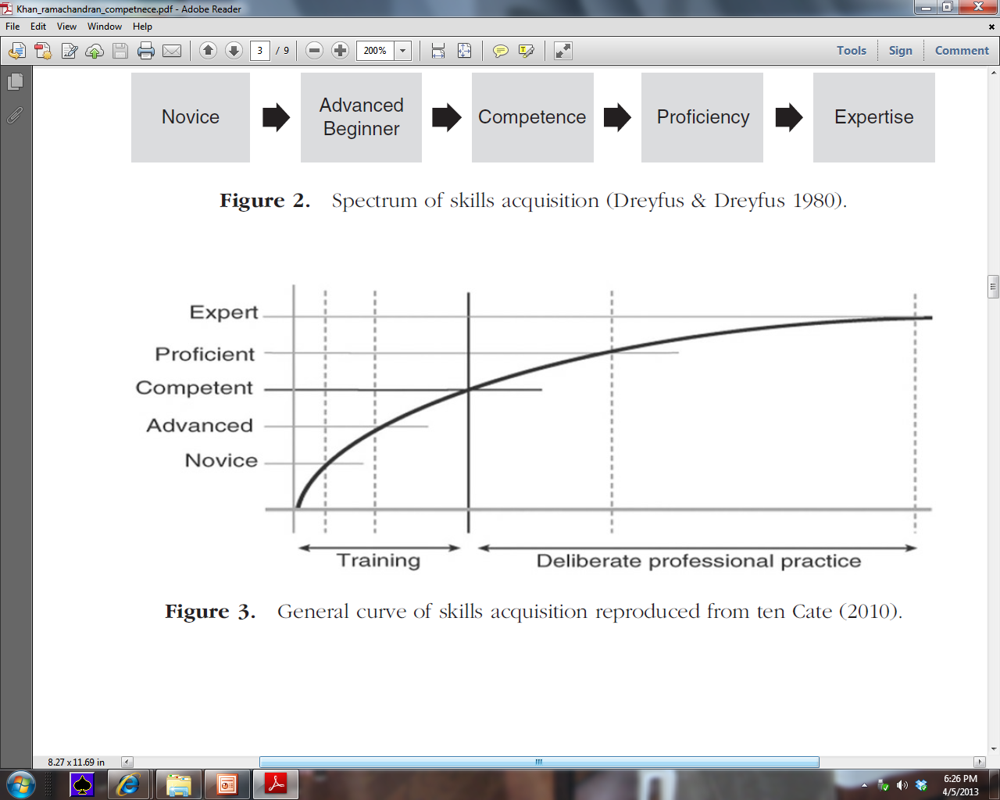 Khan_ramachandran_competnece.pdf - Adobe Reader
File Edit View Window Help
3 / 9 200% Tools Sign Comment
Novice
Advanced
Beginner
Competence
Proficiency
Expertise
Figure 2. Spectrum of skills acquisition (Dreyfus & Dreyfus 1980).
Expert
Proficient
Competent
Advanced
Novice
Training
Deliberate professional practice
Figure 3. General curve of skills acquisition reproduced from ten Cate (2010).
8.27 x 11.69 in
6:26 PM
4/5/2013